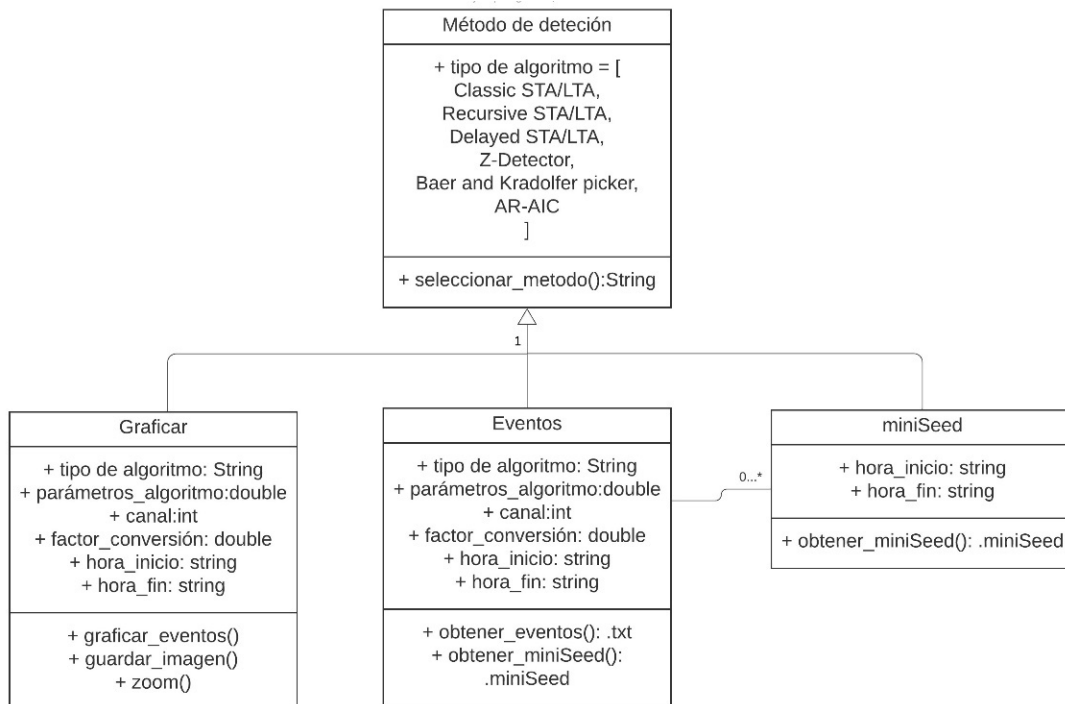 Método de deteción
+ tipo de algoritmo = [
Classic STA/LTA,
Recursive STA/LTA,
Delayed STA/LTA,
Z-Detector,
Baer and Kradolfer picker,
AR-AIC
]
+ seleccionar_metodo():String
1
Graficar
+ tipo de algoritmo: String
+ parámetros_algoritmo:double
+ canal:int
+ factor_conversión: double
+ hora_inicio: string
+ hora_fin: string
+ graficar_eventos()
+ guardar_imagen()
+ zoom()
Eventos
+ tipo de algoritmo: String
+ parámetros_algoritmo:double
+ canal:int
+ factor_conversión: double
+ hora_inicio: string
+ hora_fin: string
+ obtener_eventos(): .txt
+ obtener_miniSeed():
.miniSeed
0...*
miniSeed
+ hora_inicio: string
+ hora_fin: string
+ obtener_miniSeed(): .miniSeed